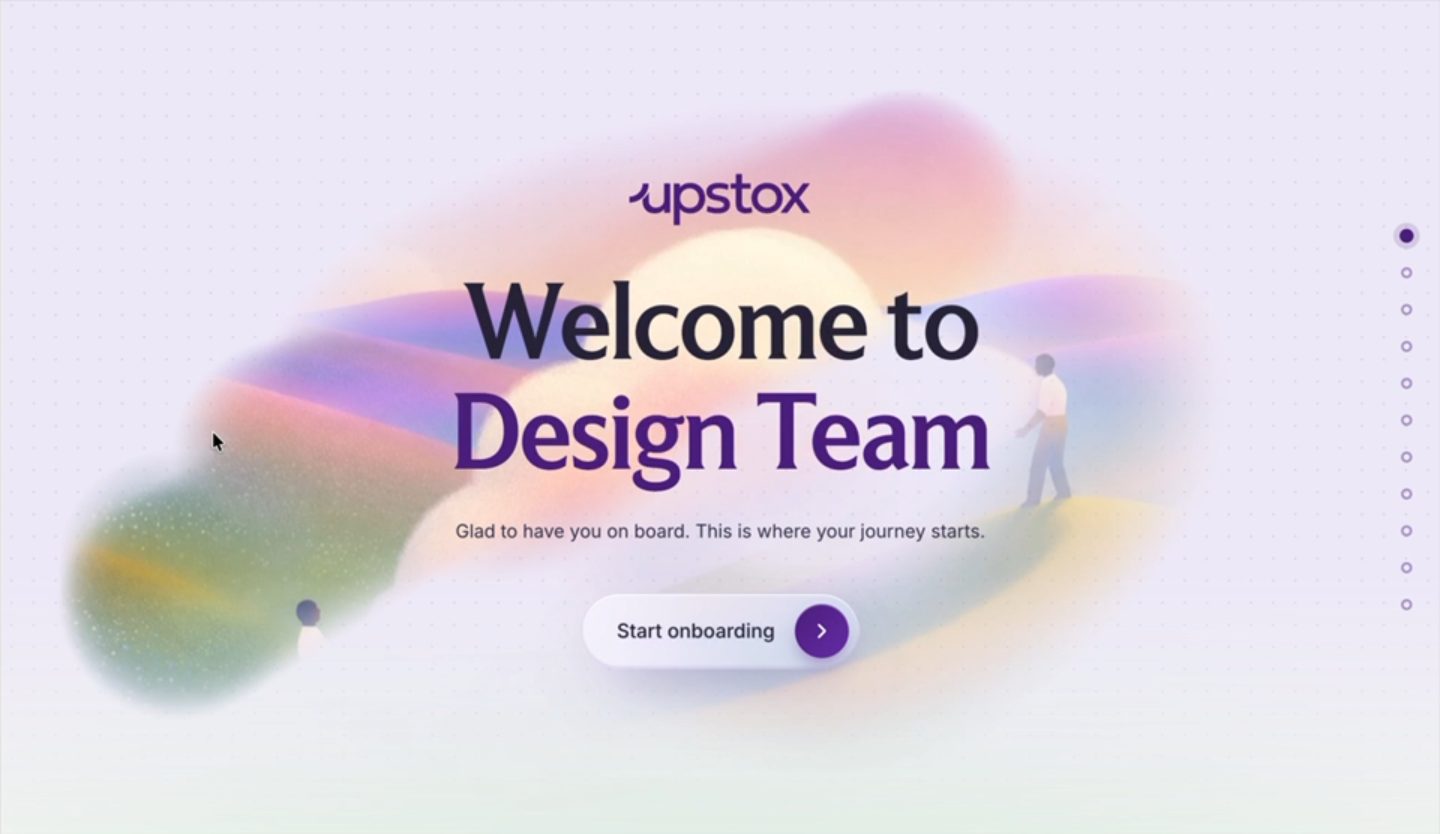 upstox
Welcome to
Design Team
Glad to have you on board. This is where your journey starts.
Start onboarding